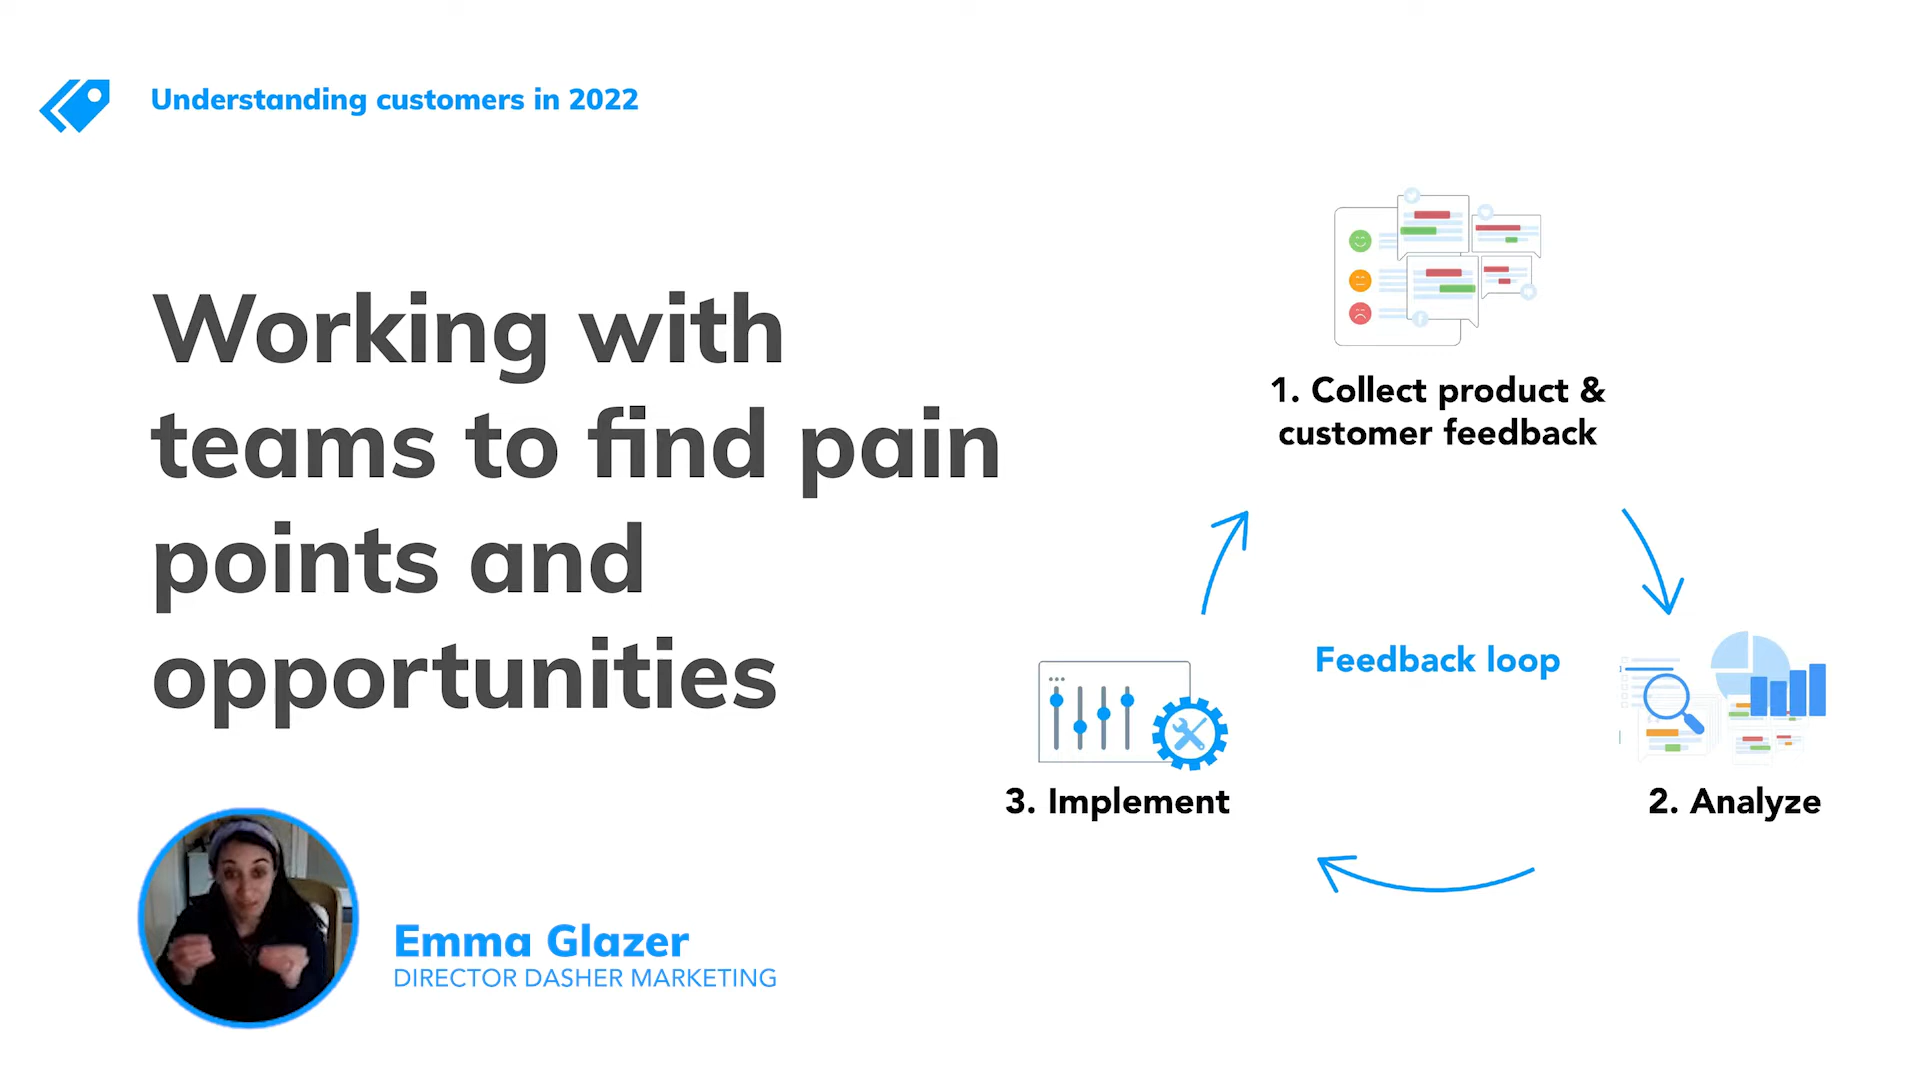 Understanding customers in 2022
Working with
teams to find pain
points and
opportunities
Emma Glazer
DIRECTOR DASHER MARKETING
1. Collect product &
customer feedback
Feedback loop
2. Analyze
3. Implement